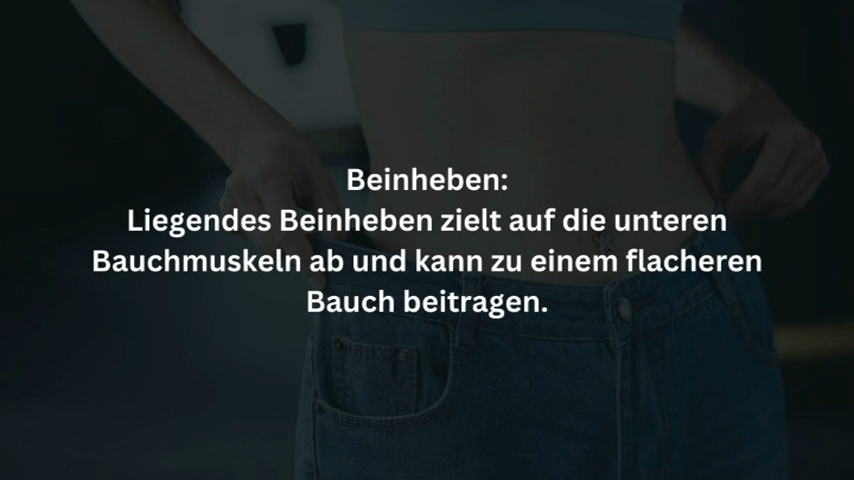 Beinheben:
Liegendes Beinheben zielt auf die unteren
Bauchmuskeln ab und kann zu einem flacheren
Bauch beitragen.